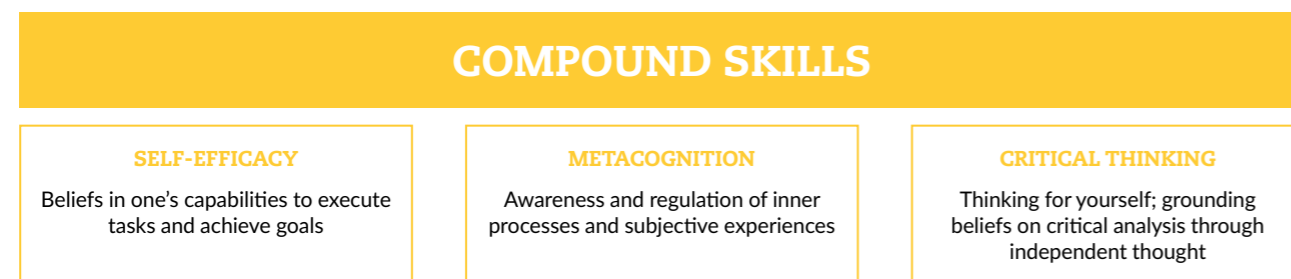 COMPOUND SKILLS
SELF-EFFICACY
Beliefs in one’s capabilities to execute
tasks and achieve goals
METACOGNITION
Awareness and regulation of inner
processes and subjective experiences
CRITICAL THINKING
Thinking for yourself; grounding
beliefs on critical analysis through
independent thought